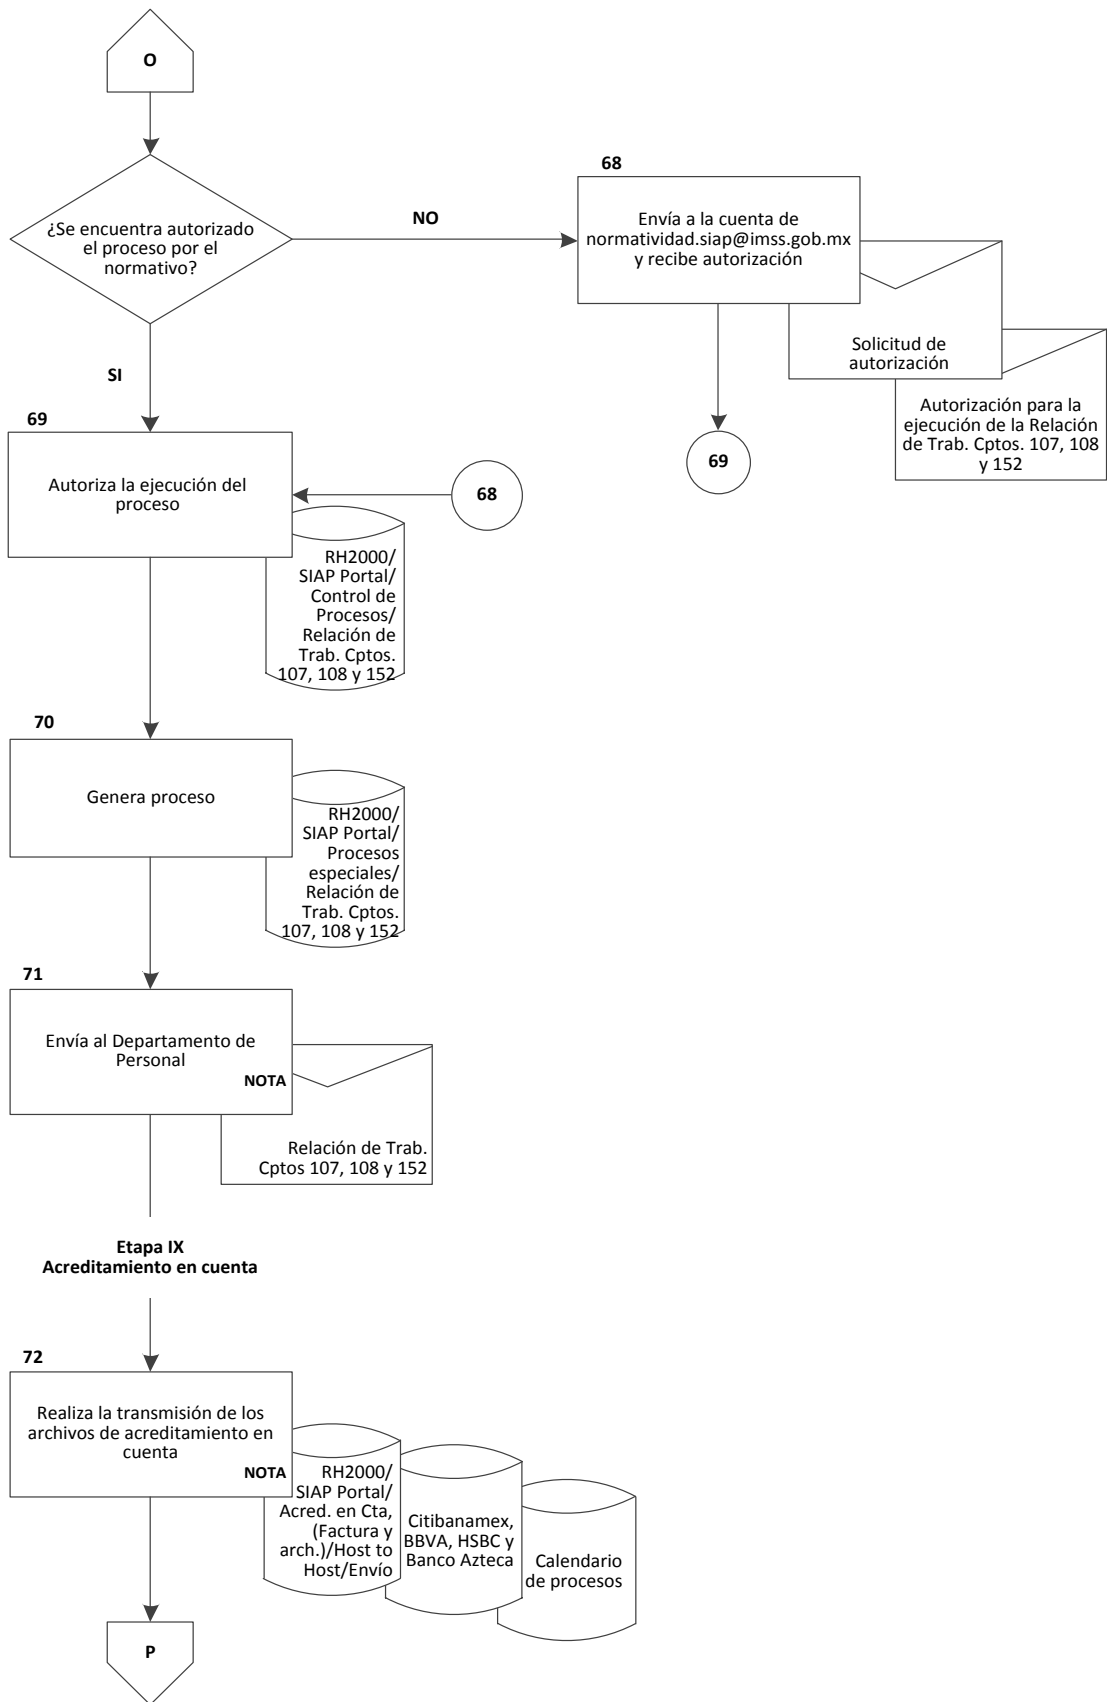 O
¿Se encuentra autorizado
el proceso por el
normativo?
NO
SI
68
Envía a la cuenta de
normatividad.siap@imss.gob.mx
y recibe autorización
Solicitud de
autorización
Autorización para la
ejecución de la Relación
de Trab. Cptos. 107, 108
y 152
69
69
Autoriza la ejecución del
proceso
68
RH2000/
SIAP Portal/
Control de
Procesos/
Relación de
Trab. Cptos.
107, 108 y 152
70
Genera proceso
RH2000/
SIAP Portal/
Procesos
especiales/
Relación de
Trab. Cptos.
107, 108 y 152
71
Envía al Departamento de
Personal
NOTA
Relación de Trab.
Cptos 107, 108 y 152
Etapa IX
Acreditamiento en cuenta
72
Realiza la transmisión de los
archivos de acreditamiento en
cuenta
NOTA
RH2000/
SIAP Portal/
Acred. en Cta,
(Factura y
arch.)/Host to
Host/Envío
Citibanamex,
BBVA, HSBC y
Banco Azteca
Calendario
de procesos
P